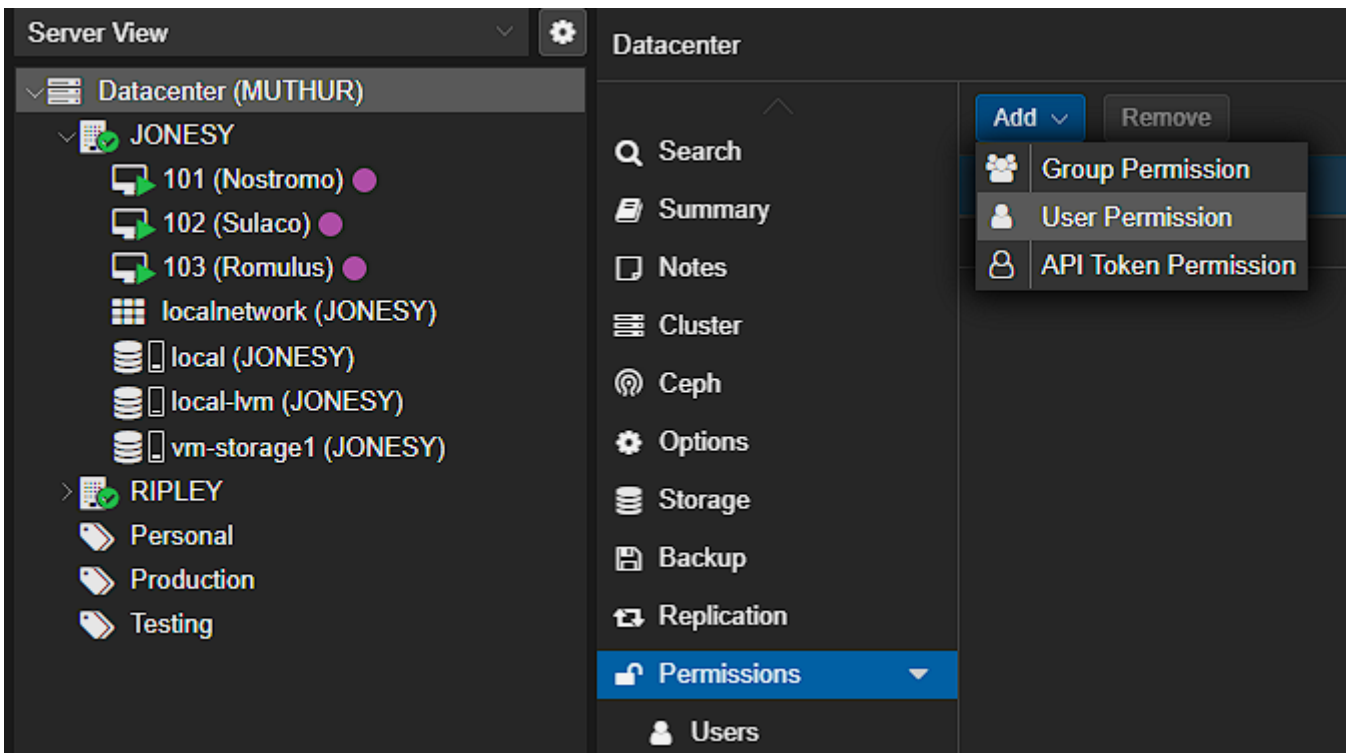 Server View
Datacenter (MUTHUR)
JONESY
101 (Nostromo)
102 (Sulaco)
103 (Romulus)
localnetwork (JONESY)
local (JONESY)
local-lvm (JONESY)
vm-storage1 (JONESY)
RIPLEY
Personal
Production
Testing
Datacenter
Search
Summary
Notes
Cluster
Ceph
Options
Storage
Backup
Replication
Permissions
Users
Add
Remove
Group Permission
User Permission
API Token Permission